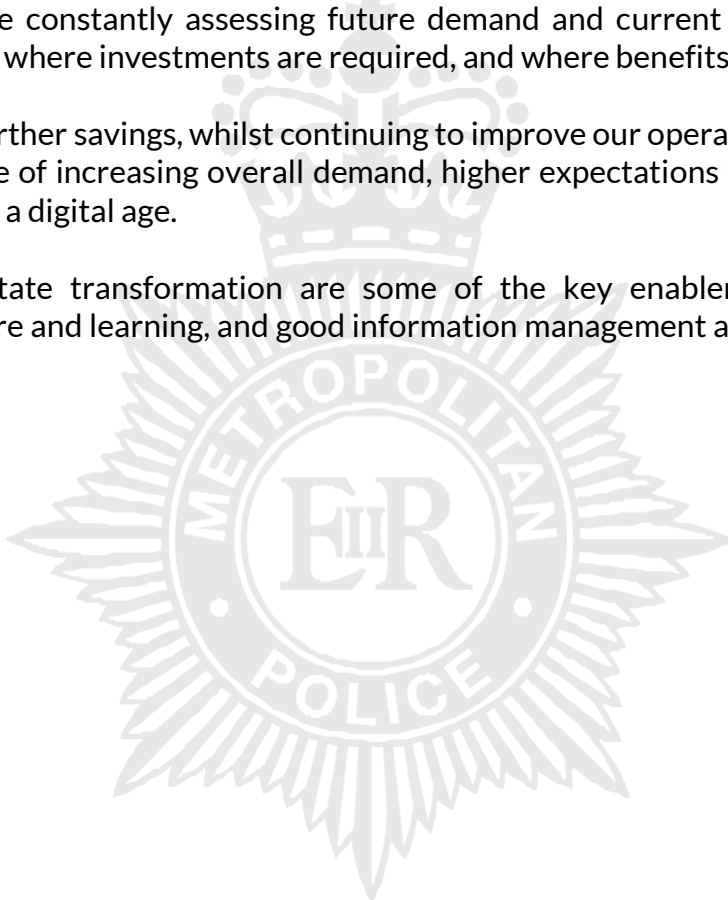 e constantly assessing future demand and current
where investments are required, and where benefits
rther savings, whilst continuing to improve our opera
e of increasing overall demand, higher expectations
a digital age.
tate transformation are some of the key enabler
re and learning, and good information management a
METROPOLITAN
EIIR
POLICE